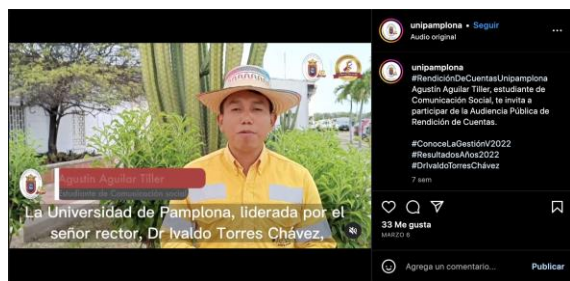 Agustín Aguilar Tiller
Estudiante de Comunicación social
La Universidad de Pamplona, liderada por el
señor rector, Dr Ivaldo Torres Chávez,
unipamplona • Seguir
Audio original
unipamplona
#RendiciónDeCuentasUnipamplona
Agustín Aguilar Tiller, estudiante de
Comunicación Social, te invita a
participar de la Audiencia Pública de
Rendición de Cuentas.
#ConoceLaGestiónV2022
#ResultadosAños2022
#DrIvaldoTorresChávez
7 sem
33 Me gusta
MARZO 6
Agrega un comentario...
Publicar